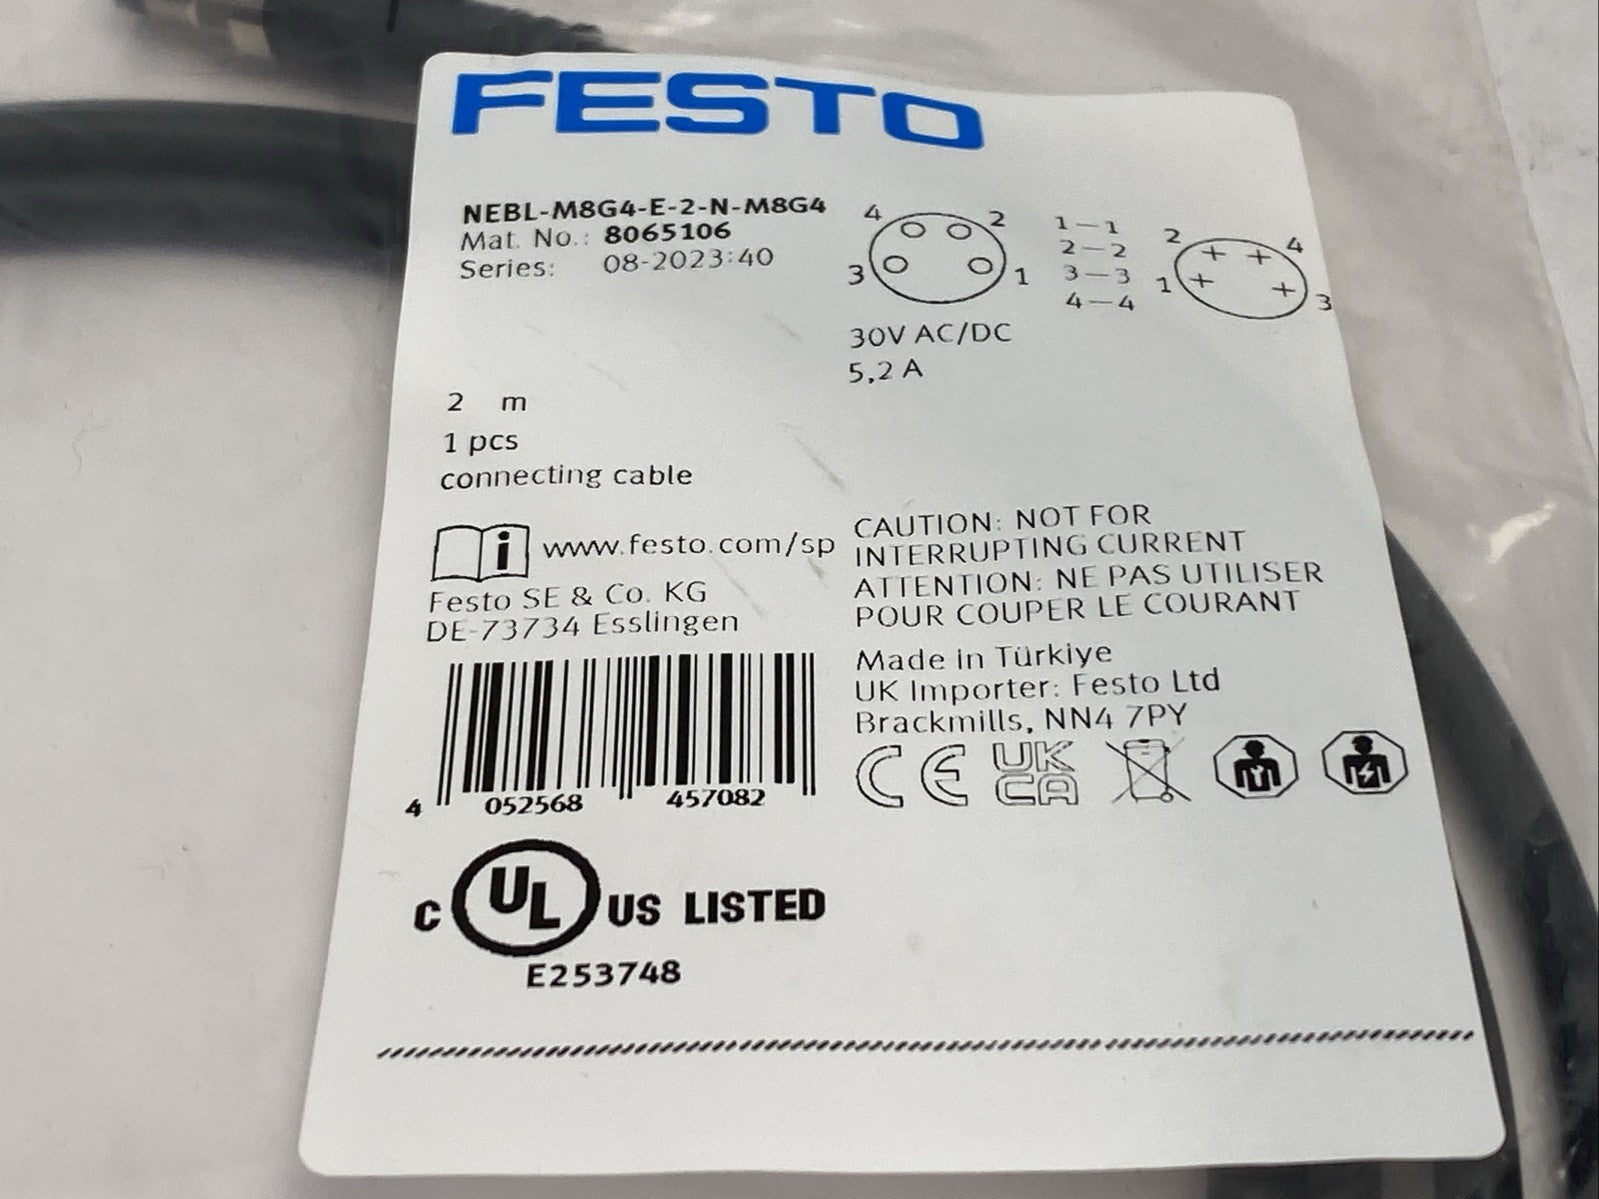 FESTO
NEBL-M8G4-E-2-N-M8G4
Mat. No.: 8065106
Series: 08-2023:40
4 2
3 1
1—1
2—2
3—3
4—4
2 4
1 3
30V AC/DC
5,2 A
2 m
1 pcs
connecting cable
i www.festo.com/sp
Festo SE & Co. KG
DE-73734 Esslingen
CAUTION: NOT FOR
INTERRUPTING CURRENT
ATTENTION: NE PAS UTILISER
POUR COUPER LE COURANT
Made in Türkiye
UK Importer: Festo Ltd
Brackmills, NN4 7PY
CE UK
CA
4 052568 457082
C UL US LISTED
E253748